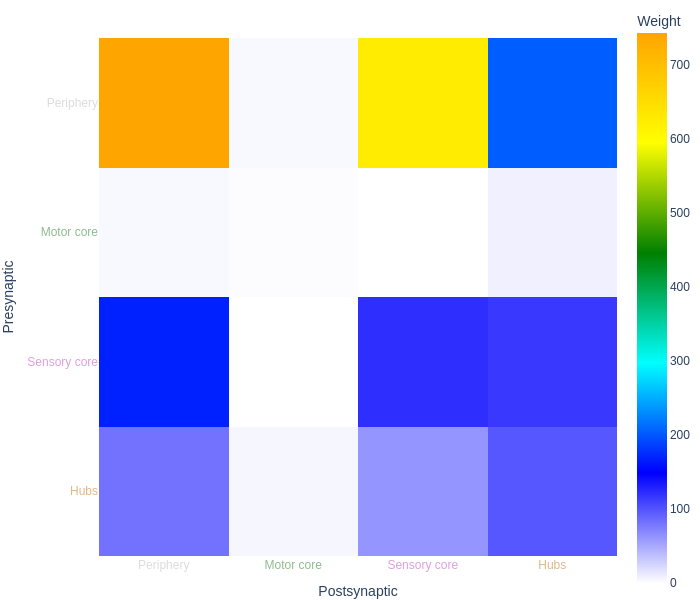 Weight
700
600
500
400
300
200
100
0
Presynaptic
Periphery
Motor core
Sensory core
Hubs
Periphery
Motor core
Sensory core
Hubs
Postsynaptic